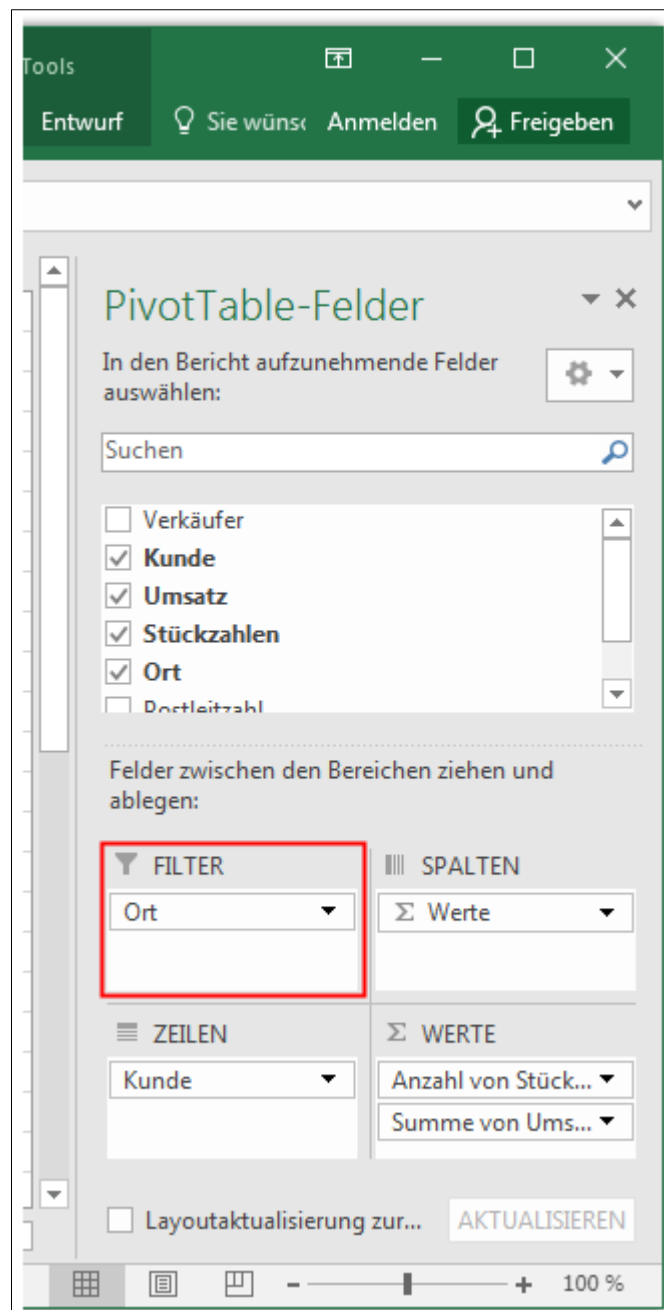 Tools
Entwurf Sie wünsc Anmelden Freigeben
PivotTable-Felder
In den Bericht aufzunehmende Felder
auswählen:
Suchen
Verkäufer
Kunde
Umsatz
Stückzahlen
Ort
Postleitzahl
Felder zwischen den Bereichen ziehen und
ablegen:
FILTER
Ort
SPALTEN
Σ Werte
ZEILEN
Kunde
Σ WERTE
Anzahl von Stück...
Summe von Ums...
Layoutaktualisierung zur... AKTUALISIEREN
100 %